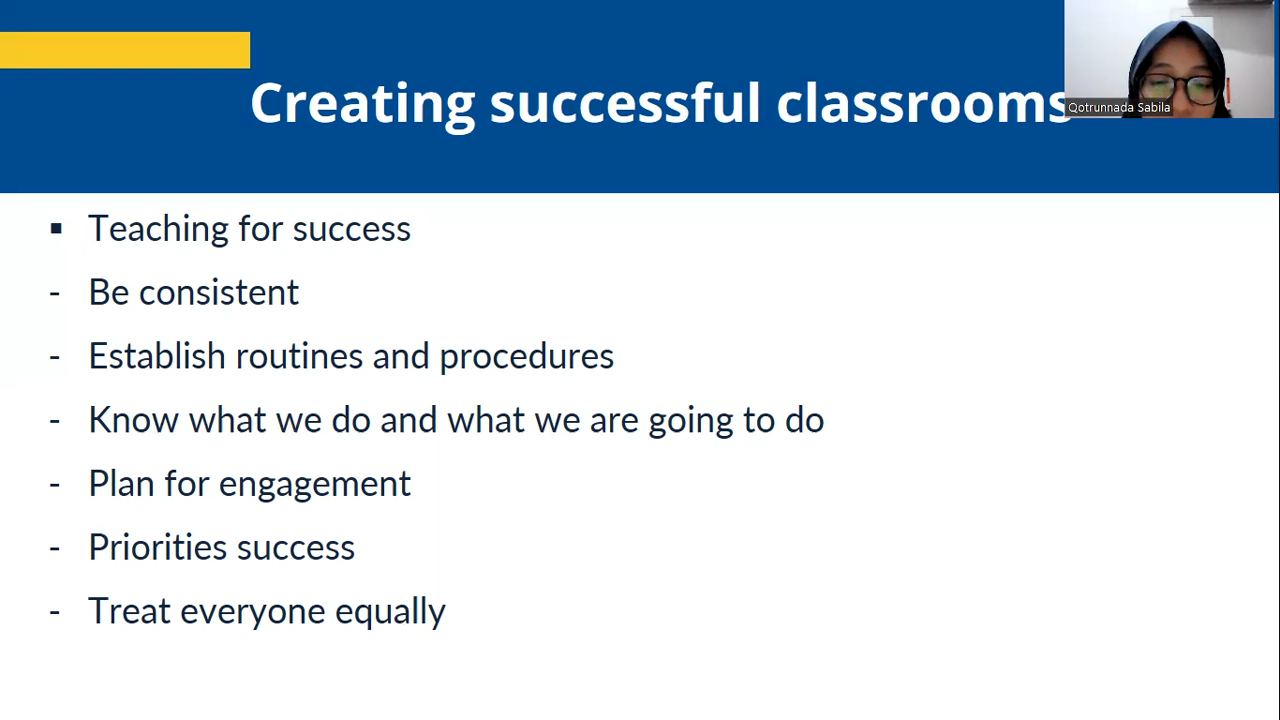 Creating successful classrooms
Qotrunnada Sabila
▪ Teaching for success
- Be consistent
- Establish routines and procedures
- Know what we do and what we are going to do
- Plan for engagement
- Priorities success
- Treat everyone equally